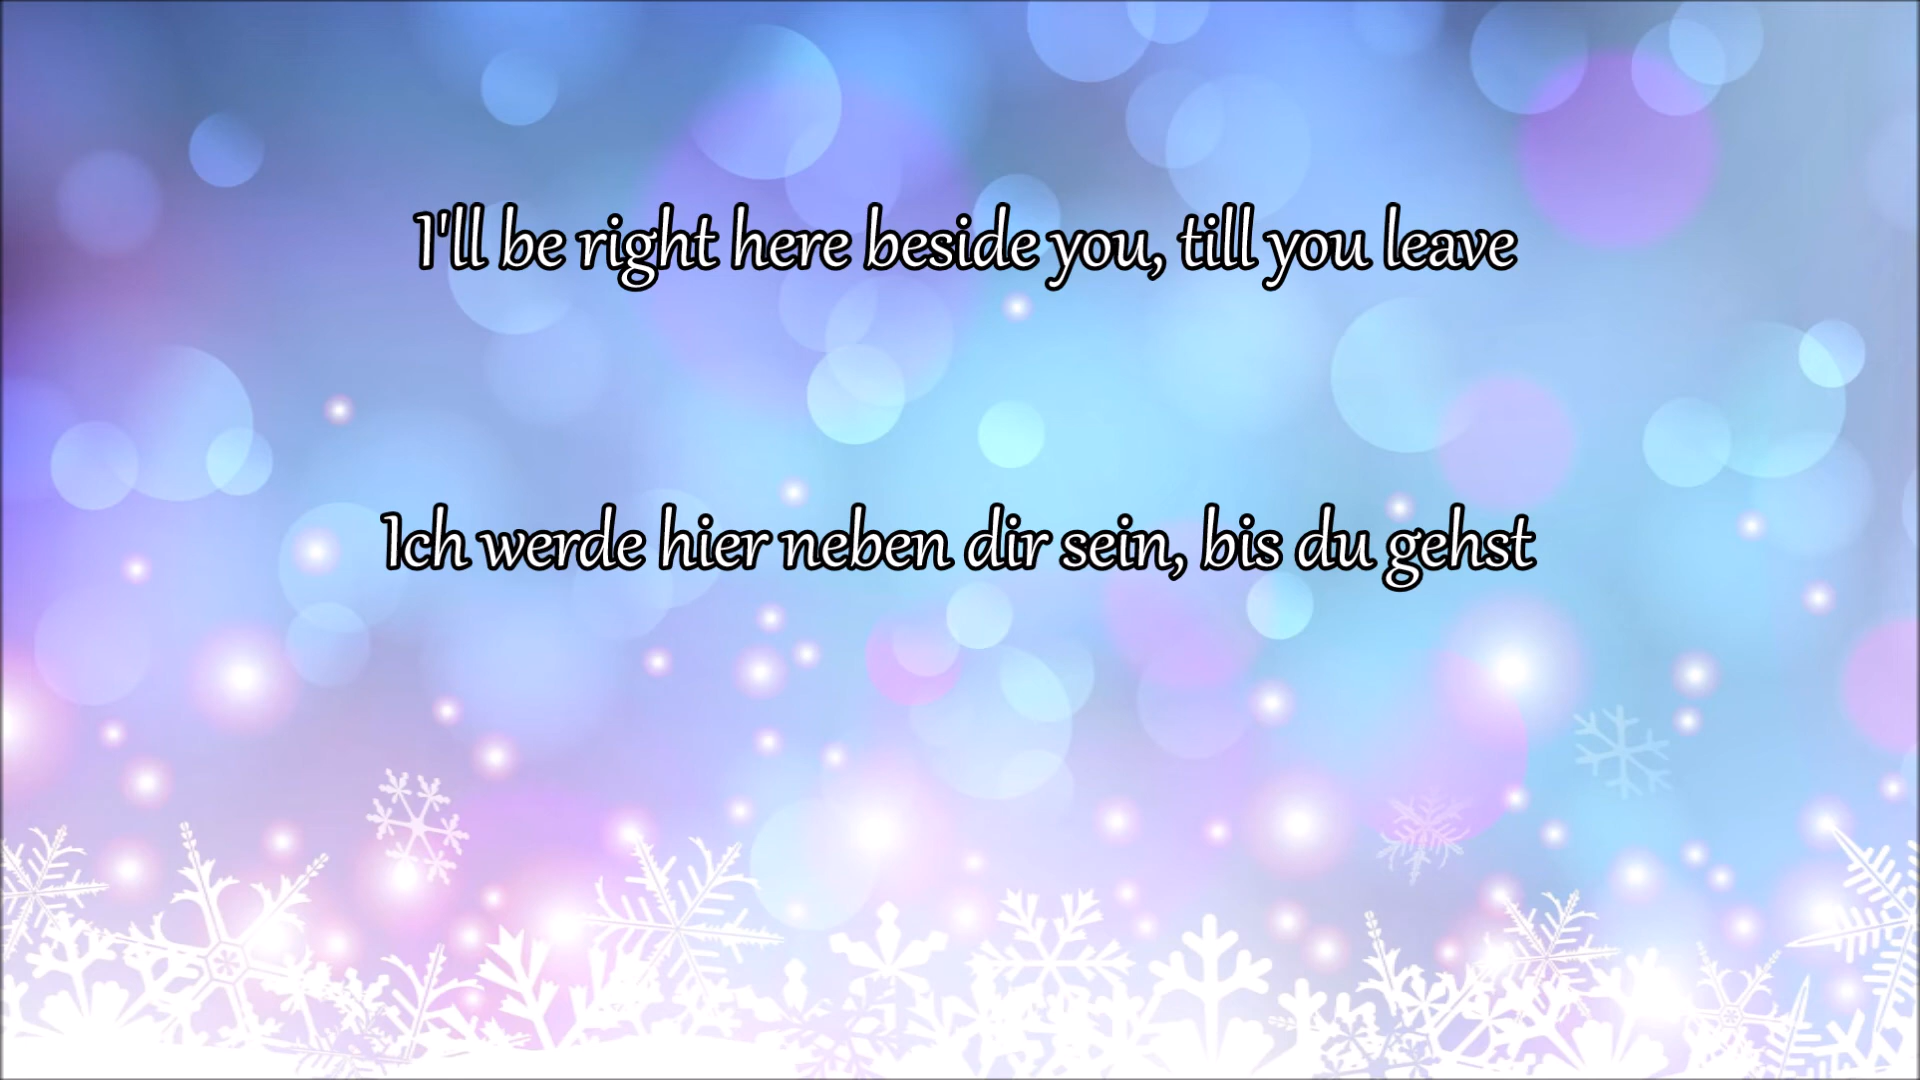 I'll be right here beside you, till you leave
Ich werde hier neben dir sein, bis du gehst